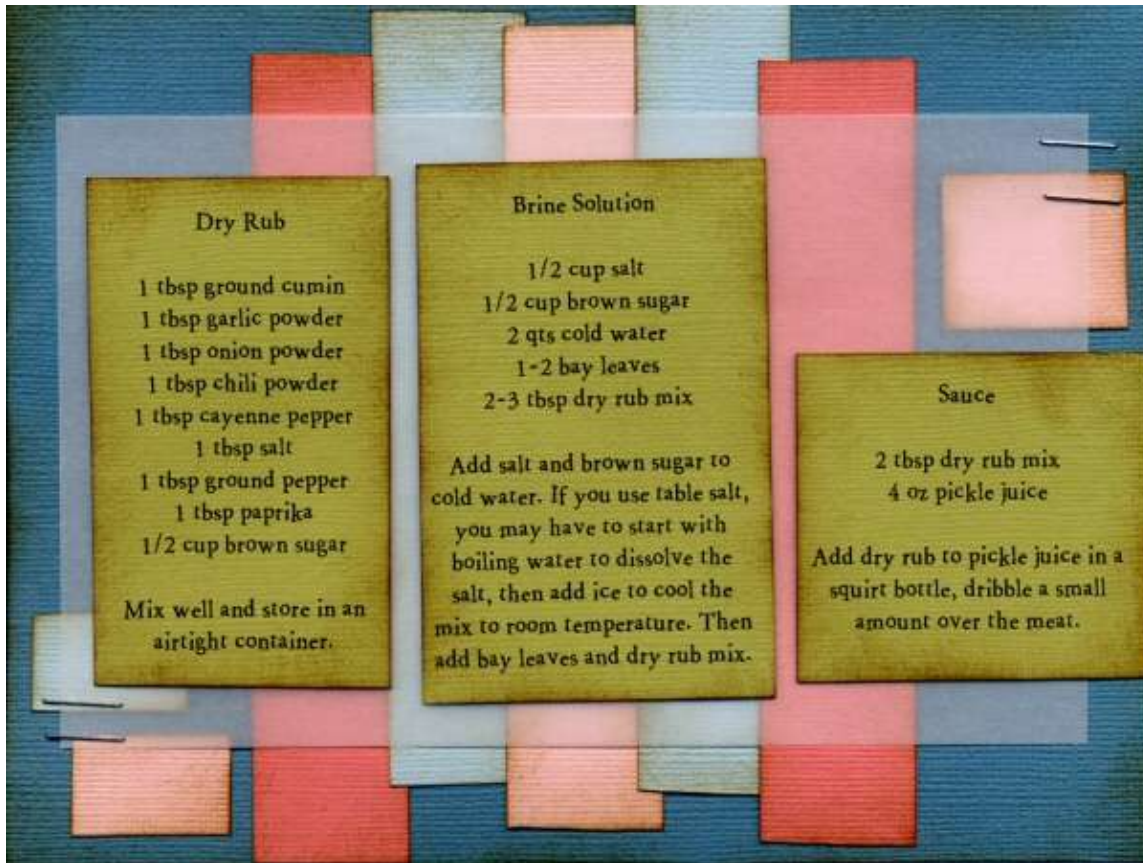 Dry Rub
1 tbsp ground cumin
1 tbsp garlic powder
1 tbsp onion powder
1 tbsp chili powder
1 tbsp cayenne pepper
1 tbsp salt
1 tbsp ground pepper
1 tbsp paprika
1/2 cup brown sugar
Mix well and store in an
airtight container.
Brine Solution
1/2 cup salt
1/2 cup brown sugar
2 qts cold water
1-2 bay leaves
2-3 tbsp dry rub mix
Add salt and brown sugar to
cold water. If you use table salt,
you may have to start with
boiling water to dissolve the
salt, then add ice to cool the
mix to room temperature. Then
add bay leaves and dry rub mix.
Sauce
2 tbsp dry rub mix
4 oz pickle juice
Add dry rub to pickle juice in a
squirt bottle, dribble a small
amount over the meat.